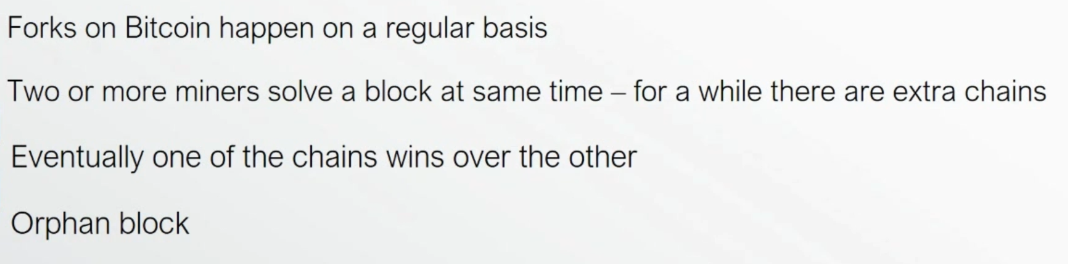 Forks on Bitcoin happen on a regular basis
Two or more miners solve a block at same time – for a while there are extra chains
Eventually one of the chains wins over the other
Orphan block